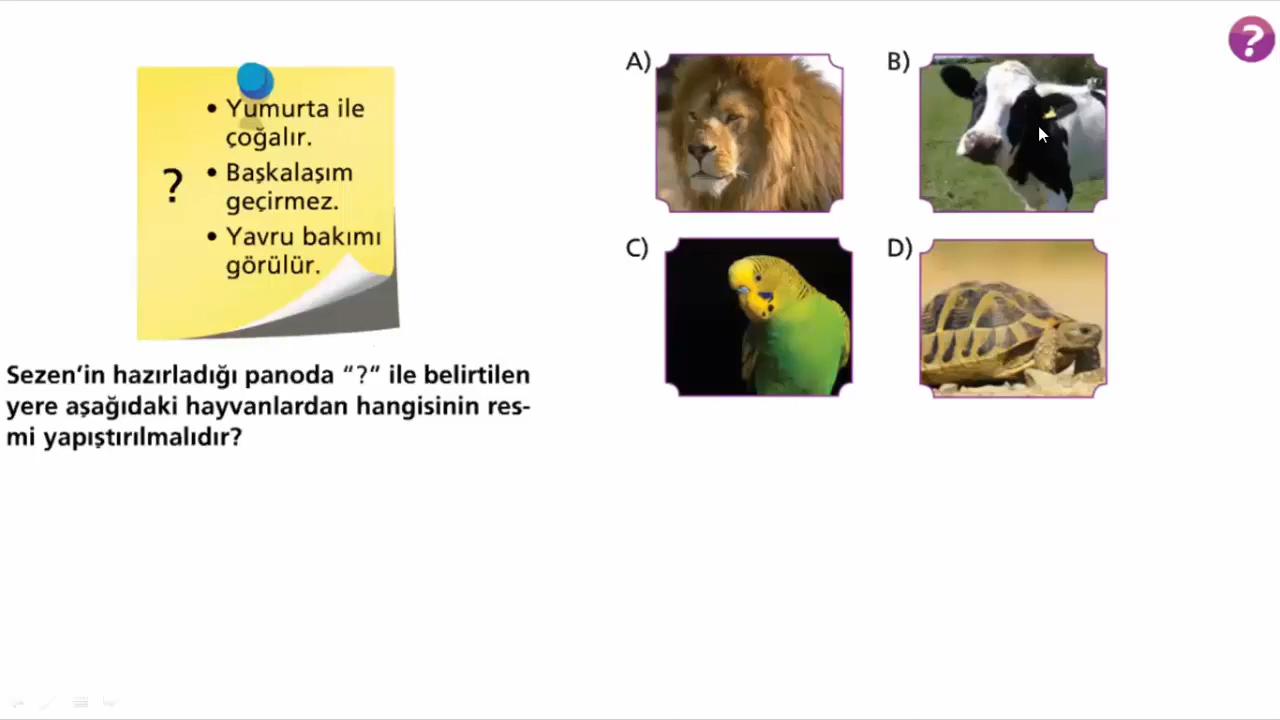 • Yumurta ile
çoğalır.
? • Başkalaşım
geçirmez.
• Yavru bakımı
görülür.
Sezen’in hazırladığı panoda “?” ile belirtilen
yere aşağıdaki hayvanlardan hangisinin res-
mi yapıştırılmalıdır?
A)
B)
C)
D)
?